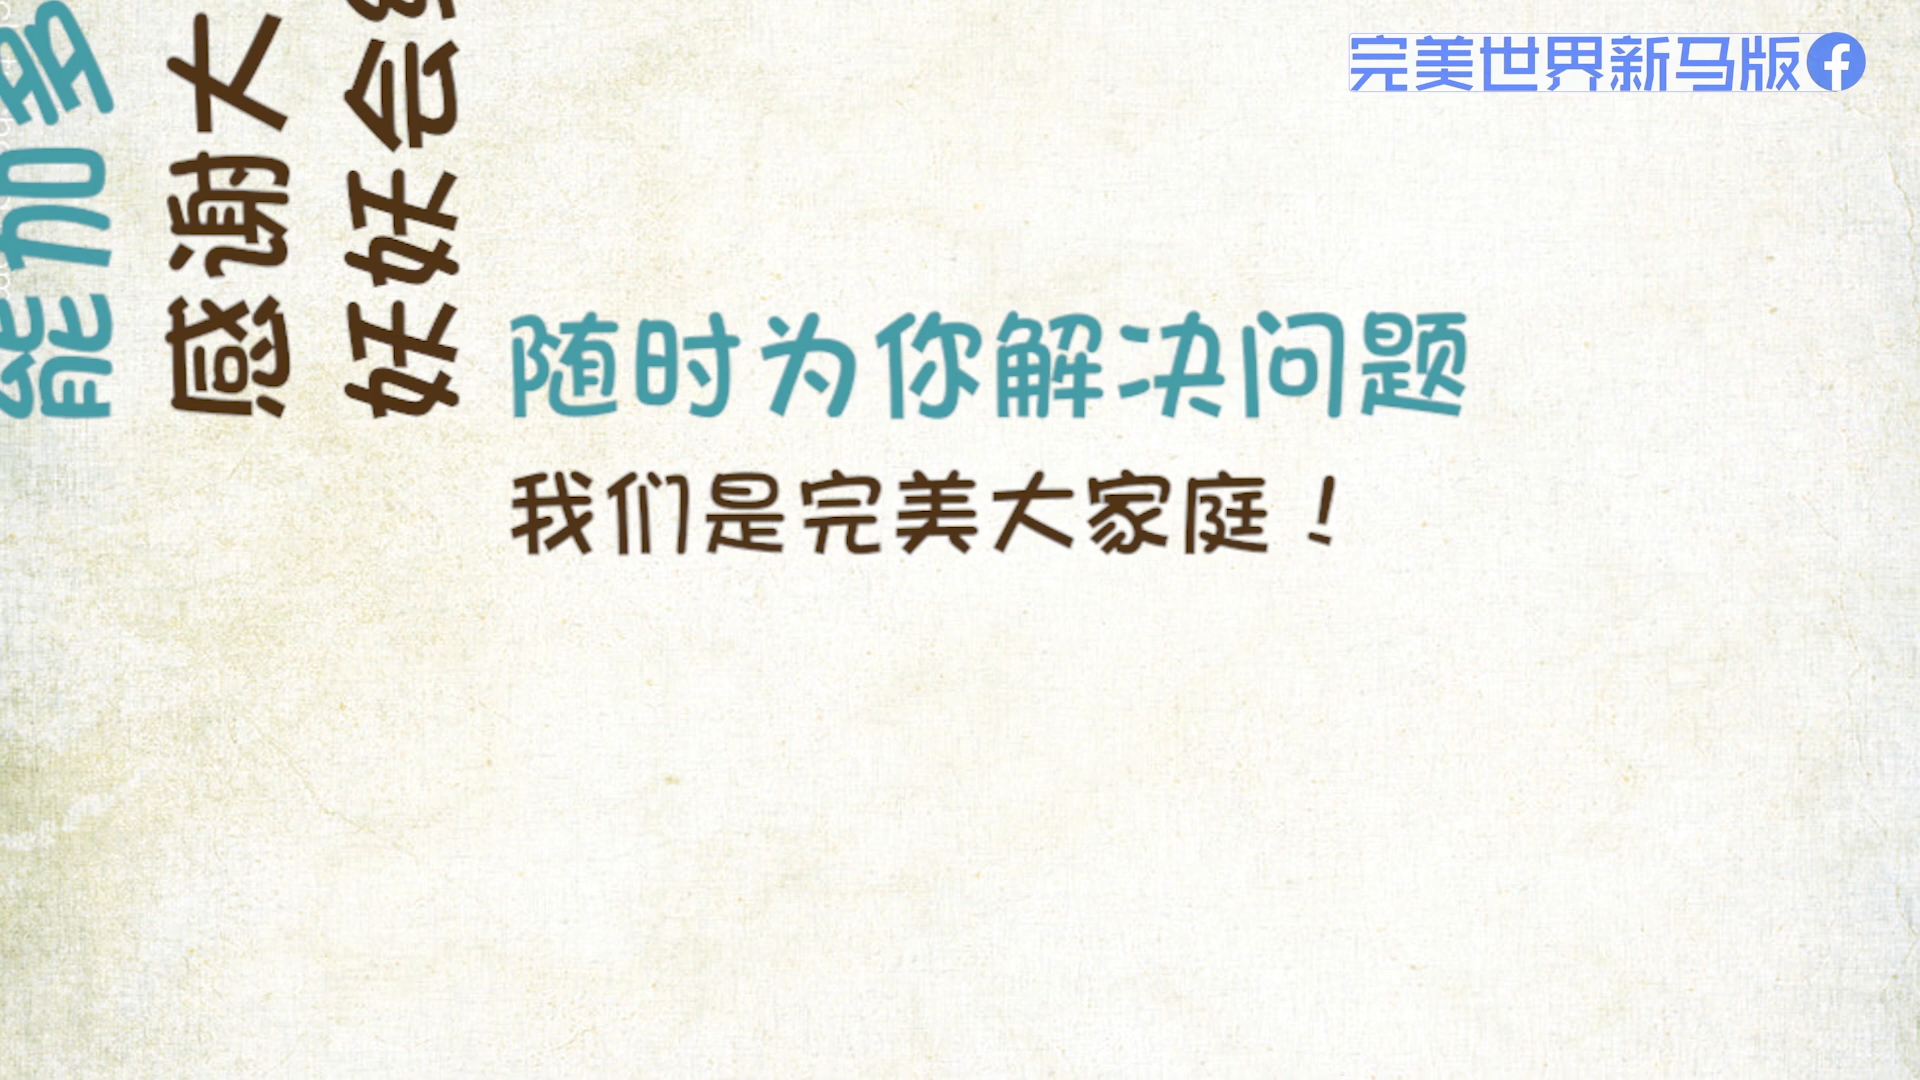 完美世界新马版
能加多
感谢大
妖妖会
随时为你解决问题
我们是完美大家庭！